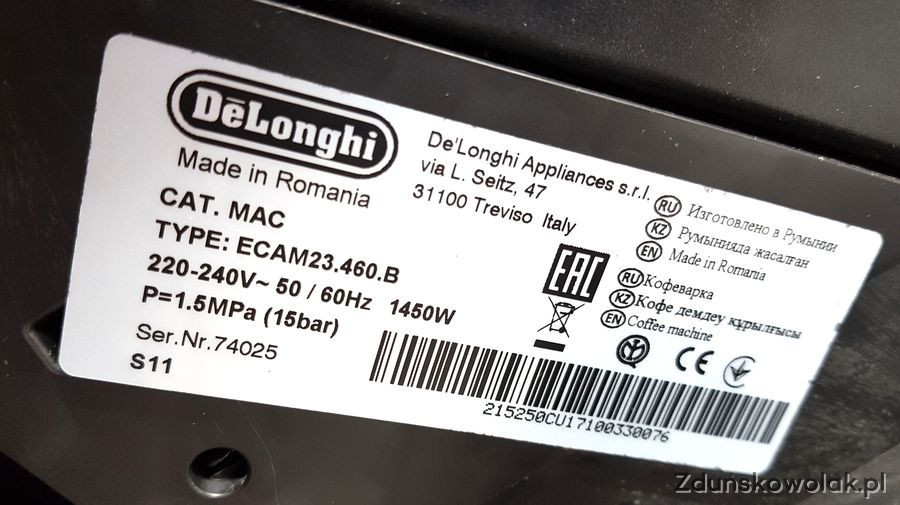 DeLonghi
Made in Romania
CAT. MAC
TYPE: ECAM23.460.B
220-240V~ 50 / 60Hz 1450W
P=1.5MPa (15bar)
Ser.Nr.74025
S11
De'Longhi Appliances s.r.l.
via L. Seitz, 47
31100 Treviso Italy
RU Изготовлено в Румынии
KZ Румынияда жасалған
EN Made in Romania
RU Кофеварка
KZ Кофе демдеу құрылғысы
EN Coffee machine
EAC
CE
215250CU17100330076
Zdunskowolak.pl